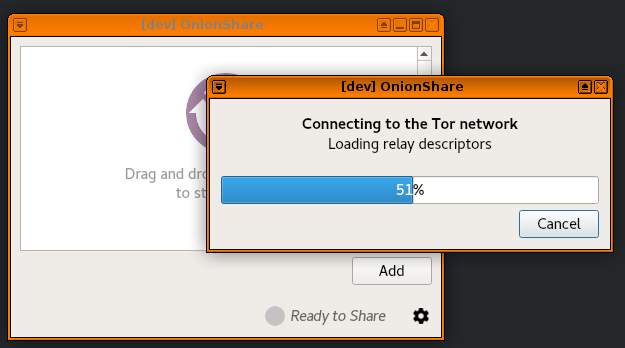 [dev] OnionShare
Drag and dro
to st
[dev] OnionShare
Connecting to the Tor network
Loading relay descriptors
51%
Cancel
Add
Ready to Share